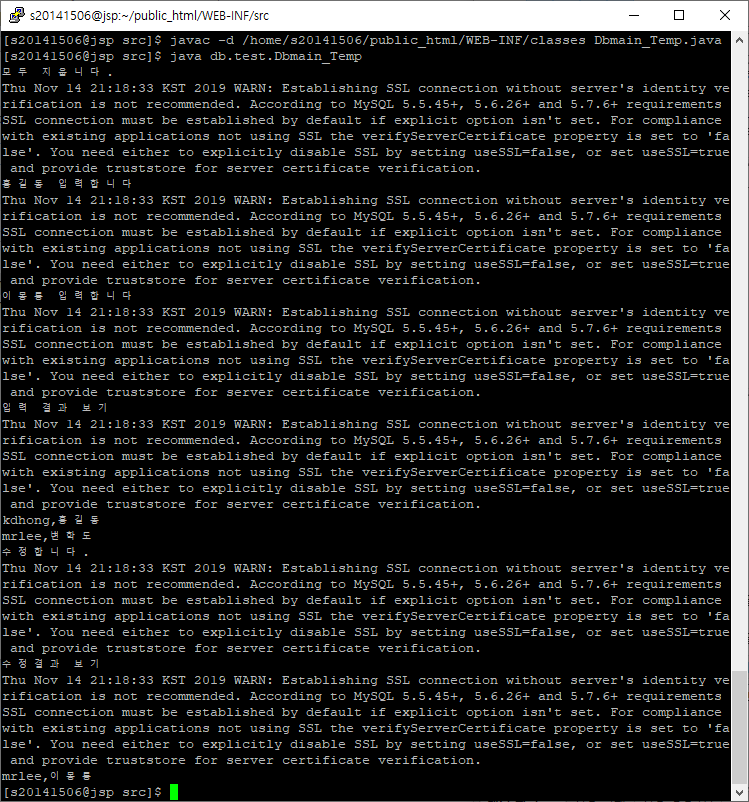 s20141506@jsp:~/public_html/WEB-INF/src
[s20141506@jsp src]$ javac -d /home/s20141506/public_html/WEB-INF/classes Dbmain_Temp.java
[s20141506@jsp src]$ java db.test.Dbmain_Temp
모두 지웁니다.
Thu Nov 14 21:18:33 KST 2019 WARN: Establishing SSL connection without server's identity ve
rification is not recommended. According to MySQL 5.5.45+, 5.6.26+ and 5.7.6+ requirements
SSL connection must be established by default if explicit option isn't set. For compliance
with existing applications not using SSL the verifyServerCertificate property is set to 'fa
lse'. You need either to explicitly disable SSL by setting useSSL=false, or set useSSL=true
 and provide truststore for server certificate verification.
홍길동 입력합니다
Thu Nov 14 21:18:33 KST 2019 WARN: Establishing SSL connection without server's identity ve
rification is not recommended. According to MySQL 5.5.45+, 5.6.26+ and 5.7.6+ requirements
SSL connection must be established by default if explicit option isn't set. For compliance
with existing applications not using SSL the verifyServerCertificate property is set to 'fa
lse'. You need either to explicitly disable SSL by setting useSSL=false, or set useSSL=true
 and provide truststore for server certificate verification.
이몽룡 입력합니다
Thu Nov 14 21:18:33 KST 2019 WARN: Establishing SSL connection without server's identity ve
rification is not recommended. According to MySQL 5.5.45+, 5.6.26+ and 5.7.6+ requirements
SSL connection must be established by default if explicit option isn't set. For compliance
with existing applications not using SSL the verifyServerCertificate property is set to 'fa
lse'. You need either to explicitly disable SSL by setting useSSL=false, or set useSSL=true
 and provide truststore for server certificate verification.
입력 결과 보기
Thu Nov 14 21:18:33 KST 2019 WARN: Establishing SSL connection without server's identity ve
rification is not recommended. According to MySQL 5.5.45+, 5.6.26+ and 5.7.6+ requirements
SSL connection must be established by default if explicit option isn't set. For compliance
with existing applications not using SSL the verifyServerCertificate property is set to 'fa
lse'. You need either to explicitly disable SSL by setting useSSL=false, or set useSSL=true
 and provide truststore for server certificate verification.
kdhong,홍길동
mrlee,변학도
수정합니다.
Thu Nov 14 21:18:33 KST 2019 WARN: Establishing SSL connection without server's identity ve
rification is not recommended. According to MySQL 5.5.45+, 5.6.26+ and 5.7.6+ requirements
SSL connection must be established by default if explicit option isn't set. For compliance
with existing applications not using SSL the verifyServerCertificate property is set to 'fa
lse'. You need either to explicitly disable SSL by setting useSSL=false, or set useSSL=true
 and provide truststore for server certificate verification.
수정결과 보기
Thu Nov 14 21:18:33 KST 2019 WARN: Establishing SSL connection without server's identity ve
rification is not recommended. According to MySQL 5.5.45+, 5.6.26+ and 5.7.6+ requirements
SSL connection must be established by default if explicit option isn't set. For compliance
with existing applications not using SSL the verifyServerCertificate property is set to 'fa
lse'. You need either to explicitly disable SSL by setting useSSL=false, or set useSSL=true
 and provide truststore for server certificate verification.
mrlee,이몽룡
[s20141506@jsp src]$